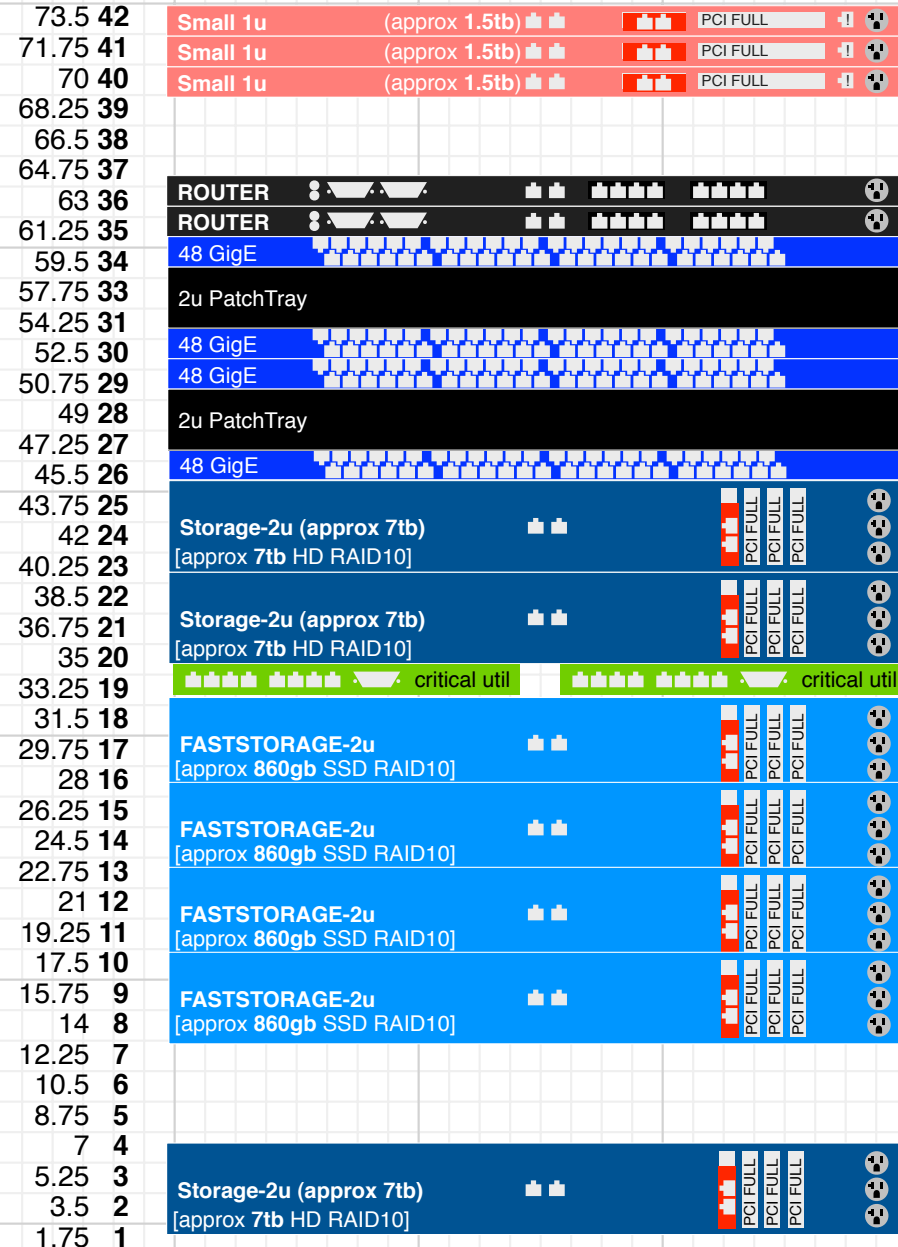 73.5 42
Small 1u (approx 1.5tb) PCI FULL !
71.75 41
Small 1u (approx 1.5tb) PCI FULL !
70 40
Small 1u (approx 1.5tb) PCI FULL !
68.25 39
66.5 38
64.75 37
63 36
ROUTER
61.25 35
ROUTER
59.5 34
48 GigE
57.75 33
2u PatchTray
54.25 31
52.5 30
48 GigE
50.75 29
48 GigE
49 28
2u PatchTray
47.25 27
45.5 26
48 GigE
43.75 25
42 24
Storage-2u (approx 7tb)
[approx 7tb HD RAID10]
PCI FULL
PCI FULL
PCI FULL
40.25 23
38.5 22
36.75 21
Storage-2u (approx 7tb)
[approx 7tb HD RAID10]
PCI FULL
PCI FULL
PCI FULL
35 20
33.25 19
critical util
critical util
31.5 18
29.75 17
FASTSTORAGE-2u
[approx 860gb SSD RAID10]
PCI FULL
PCI FULL
PCI FULL
28 16
26.25 15
24.5 14
FASTSTORAGE-2u
[approx 860gb SSD RAID10]
PCI FULL
PCI FULL
PCI FULL
22.75 13
21 12
19.25 11
FASTSTORAGE-2u
[approx 860gb SSD RAID10]
PCI FULL
PCI FULL
PCI FULL
17.5 10
15.75 9
14 8
FASTSTORAGE-2u
[approx 860gb SSD RAID10]
PCI FULL
PCI FULL
PCI FULL
12.25 7
10.5 6
8.75 5
7 4
5.25 3
3.5 2
Storage-2u (approx 7tb)
[approx 7tb HD RAID10]
PCI FULL
PCI FULL
PCI FULL
1.75 1